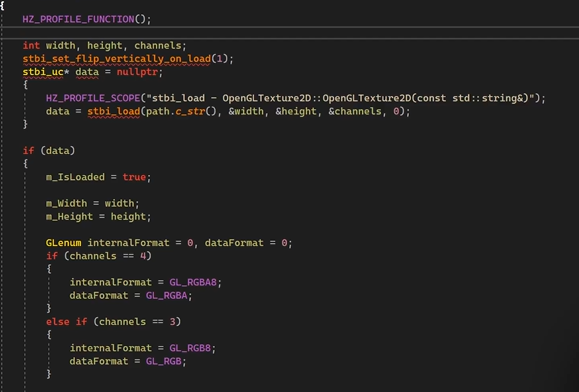 {
HZ_PROFILE_FUNCTION();
int width, height, channels;
stbi_set_flip_vertically_on_load(1);
stbi_uc* data = nullptr;
{
HZ_PROFILE_SCOPE("stbi_load - OpenGLTexture2D::OpenGLTexture2D(const std::string&)");
data = stbi_load(path.c_str(), &width, &height, &channels, 0);
}
if (data)
{
m_IsLoaded = true;
m_Width = width;
m_Height = height;
GLenum internalFormat = 0, dataFormat = 0;
if (channels == 4)
{
internalFormat = GL_RGBA8;
dataFormat = GL_RGBA;
}
else if (channels == 3)
{
internalFormat = GL_RGB8;
dataFormat = GL_RGB;
}